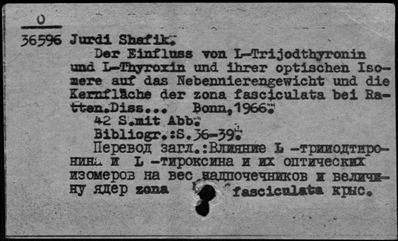 О
36596 Jurdi Shafik.
Der Einfluss von L-Trijodthyronin
und L-Thyroxin und ihrer optischen Iso-
mere auf das Nebennierengewicht und die
Kernfläche der zona fasciculata bei Ra-
tten.Diss... Bonn,1966.
42 S.mit Abb.
Bibliogr.:S.36-39.
Перевод загл.:Влияние L -трииодтиро-
нина и L -тироксина и их оптических
изомеров на вес надпочечников и величи-
ну ядер zona fasciculata крыс.